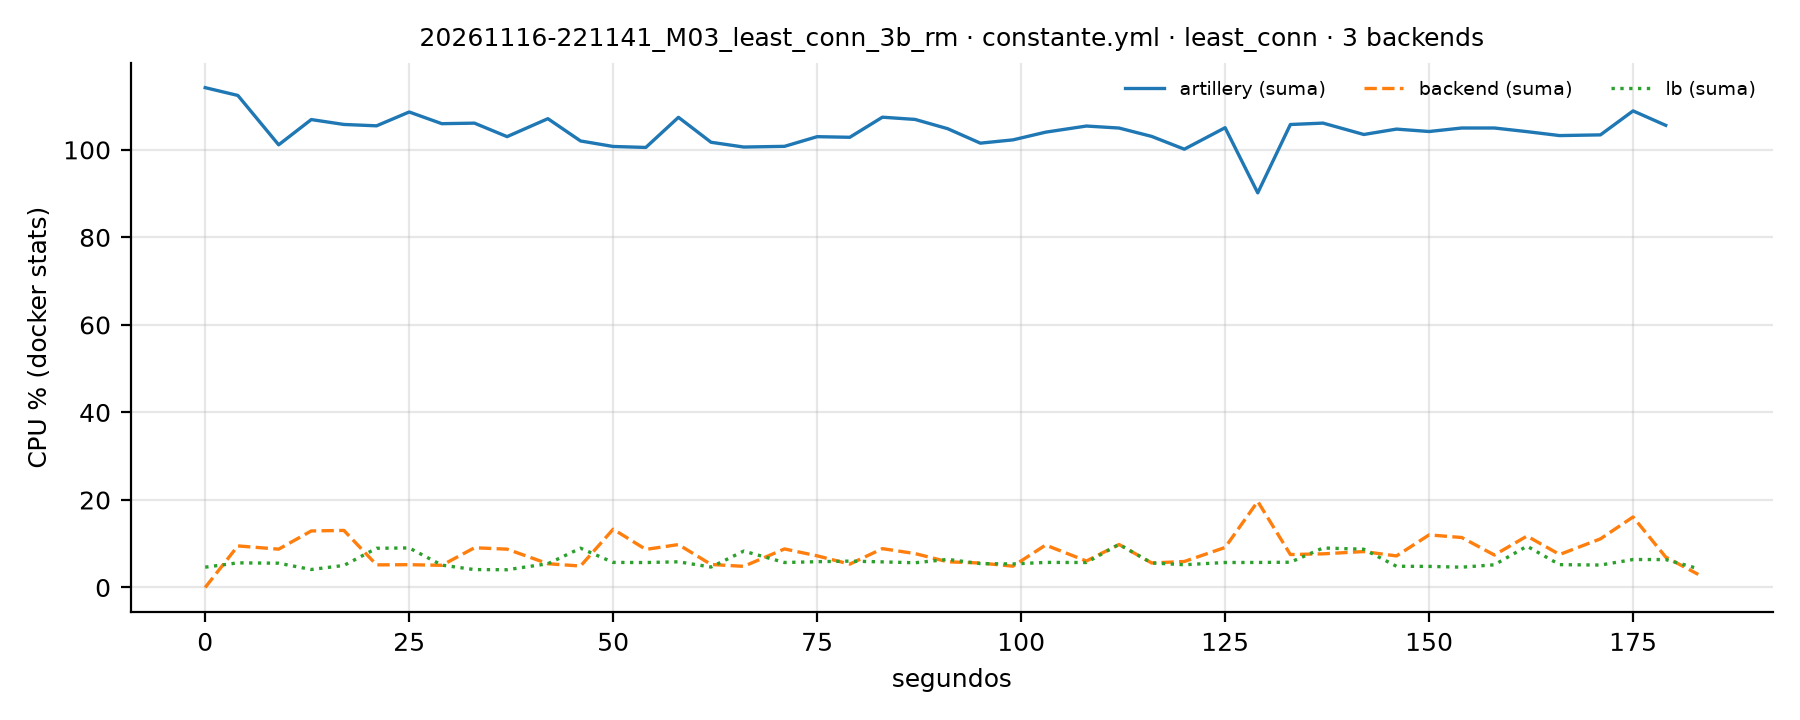 20261116-221141_M03_least_conn_3b_rm · constante.yml · least_conn · 3 backends
artillery (suma) backend (suma) lb (suma)
CPU % (docker stats)
100
80
60
40
20
0
0 25 50 75 100 125 150 175
segundos